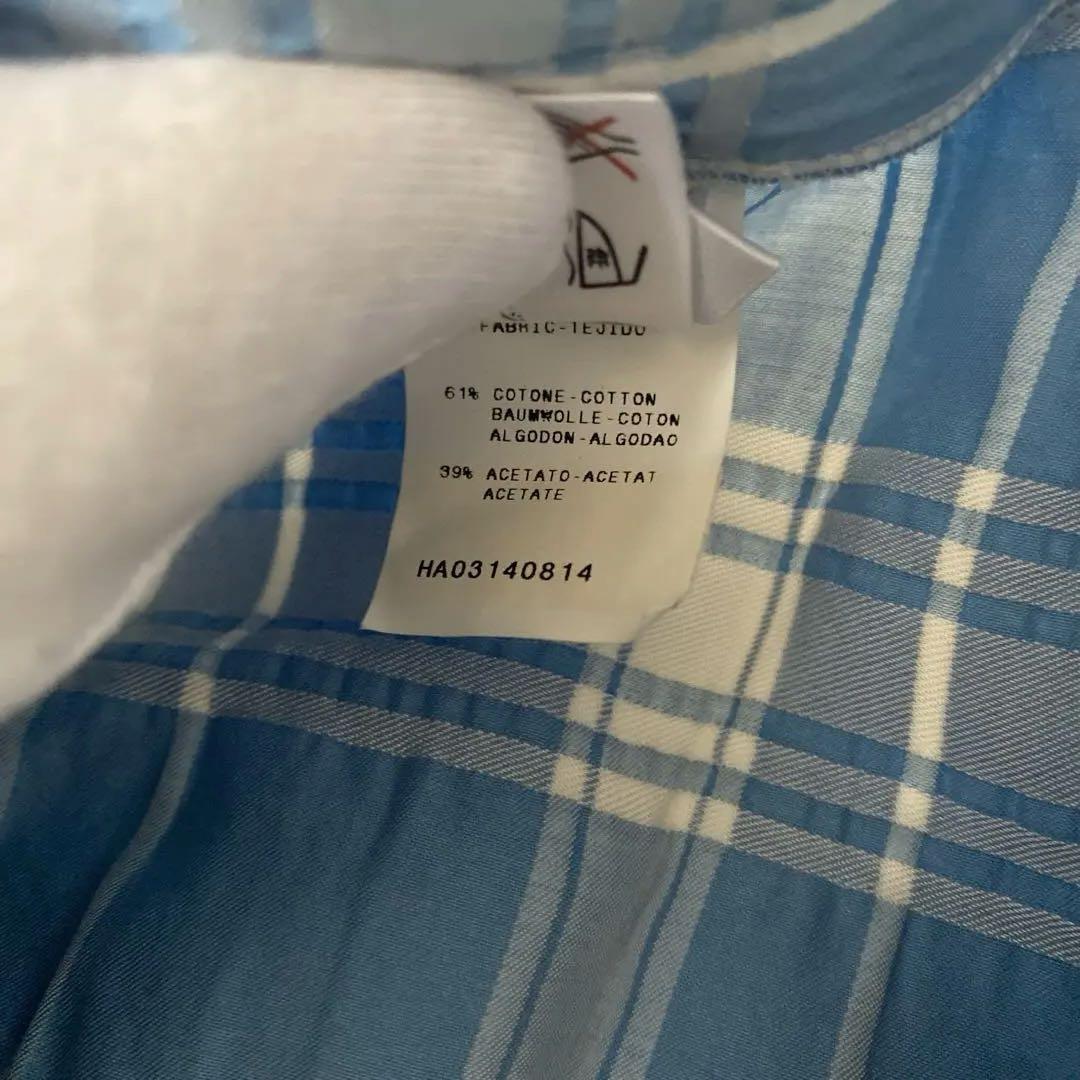 FABRIC-TEJIDO
61% COTONE-COTTON
BAUMWOLLE-COTON
ALGODON-ALGODAO
39% ACETATO-ACETAT
ACETATE
HA03140814